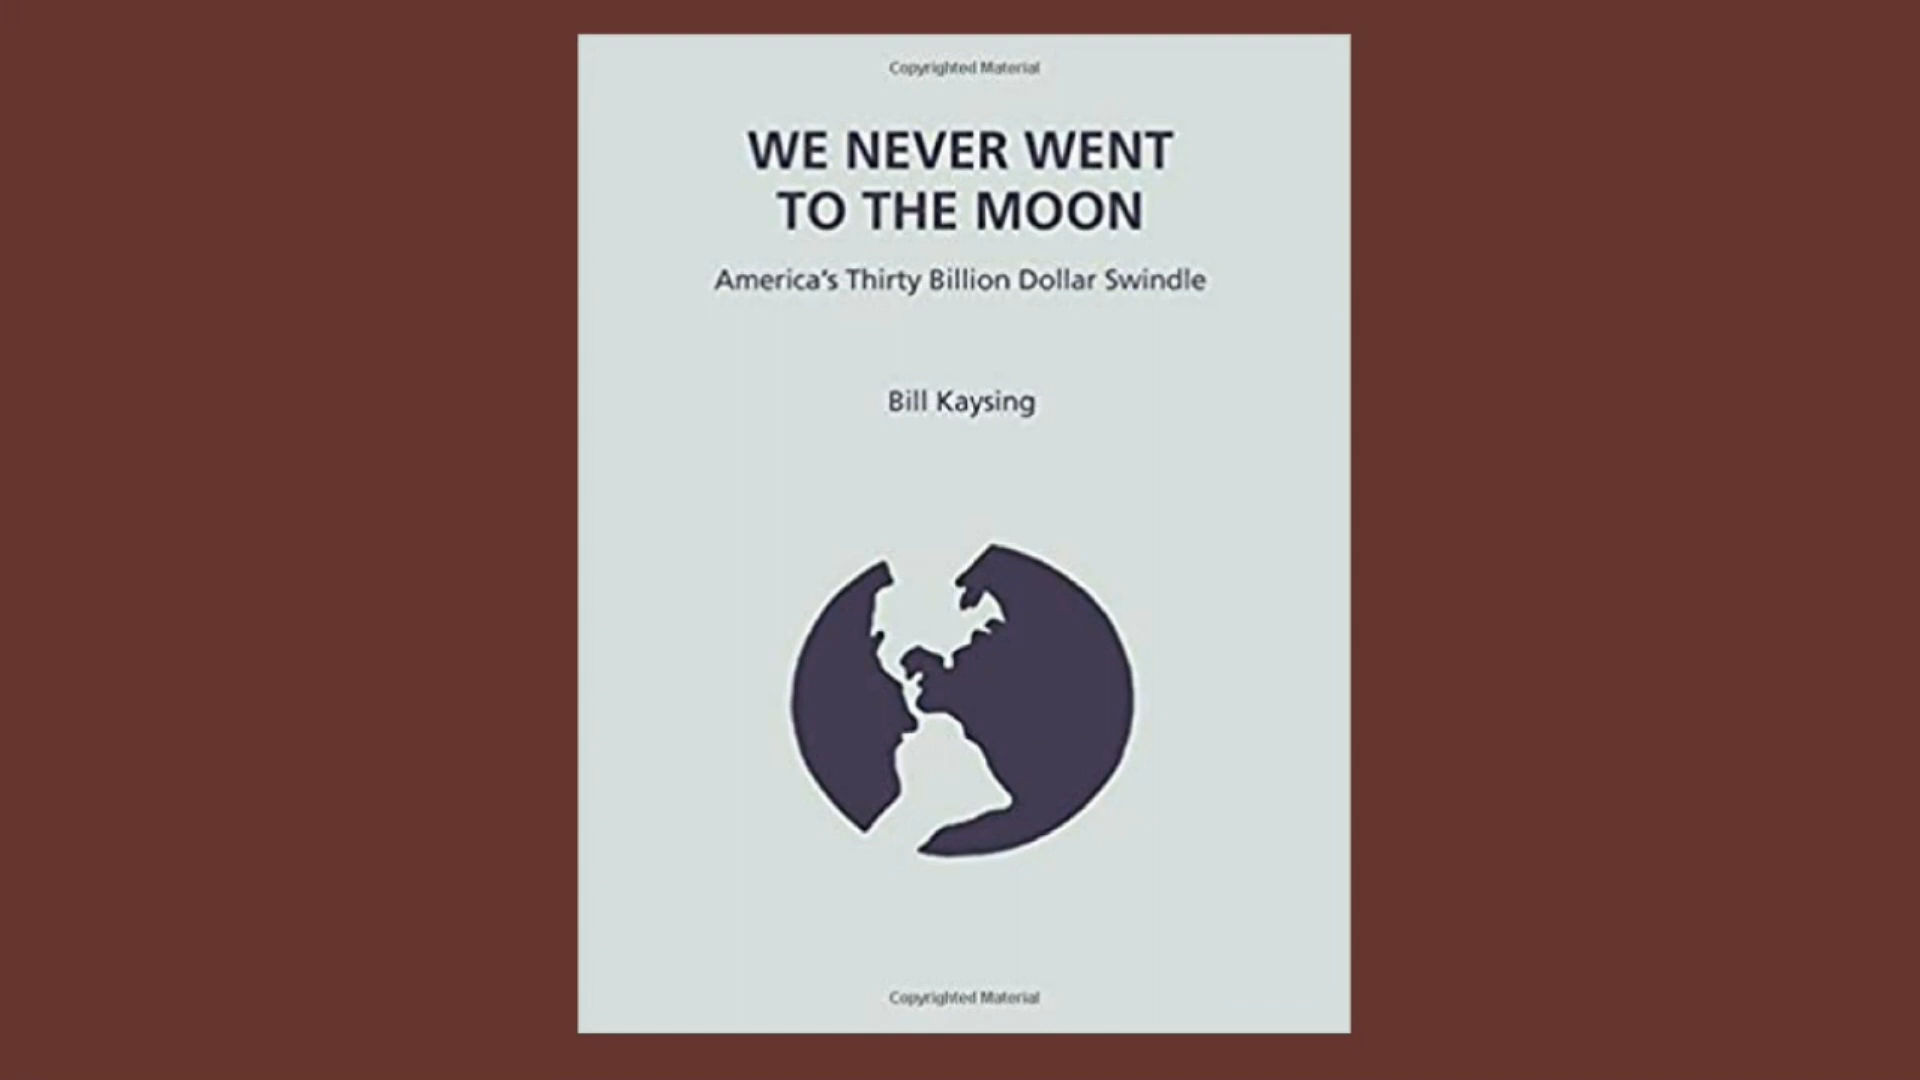 Copyrighted Material
WE NEVER WENT
TO THE MOON
America's Thirty Billion Dollar Swindle
Bill Kaysing
Copyrighted Material